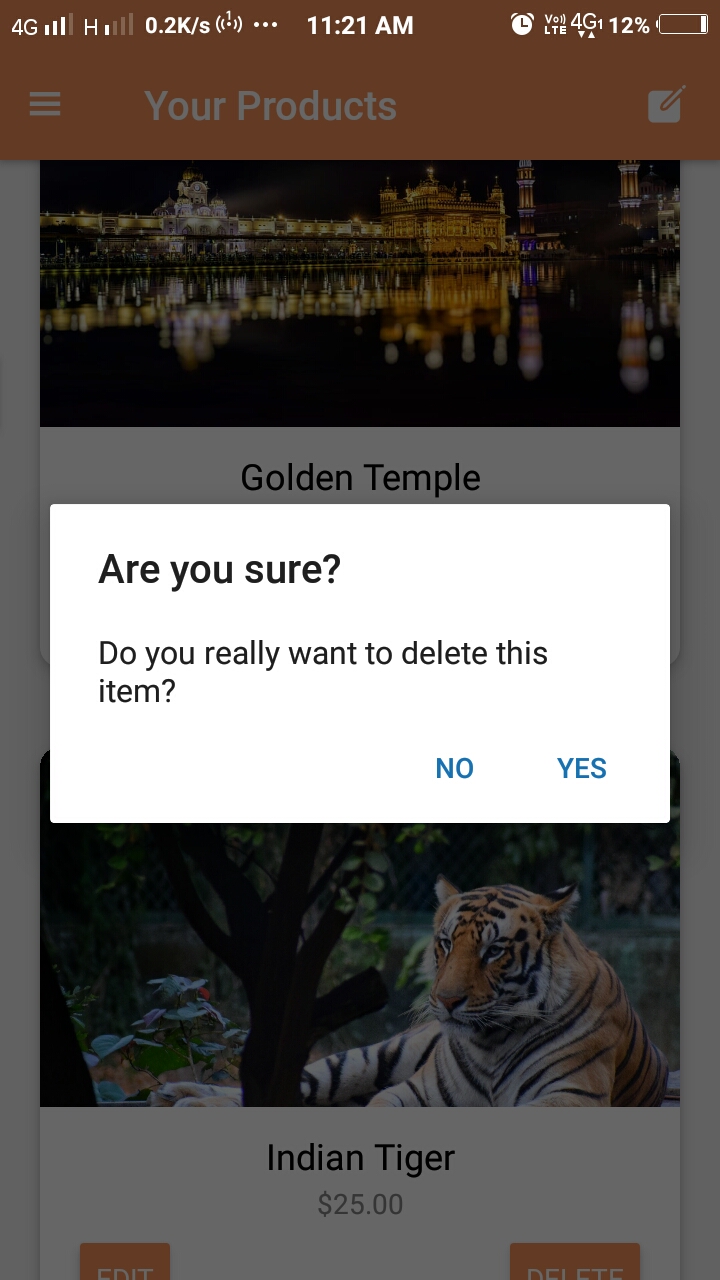 4G H 0.2K/s 11:21 AM Vo) LTE 4G1 12%
Your Products
Golden Temple
Are you sure?
Do you really want to delete this
item?
NO YES
Indian Tiger
$25.00
EDIT DELETE